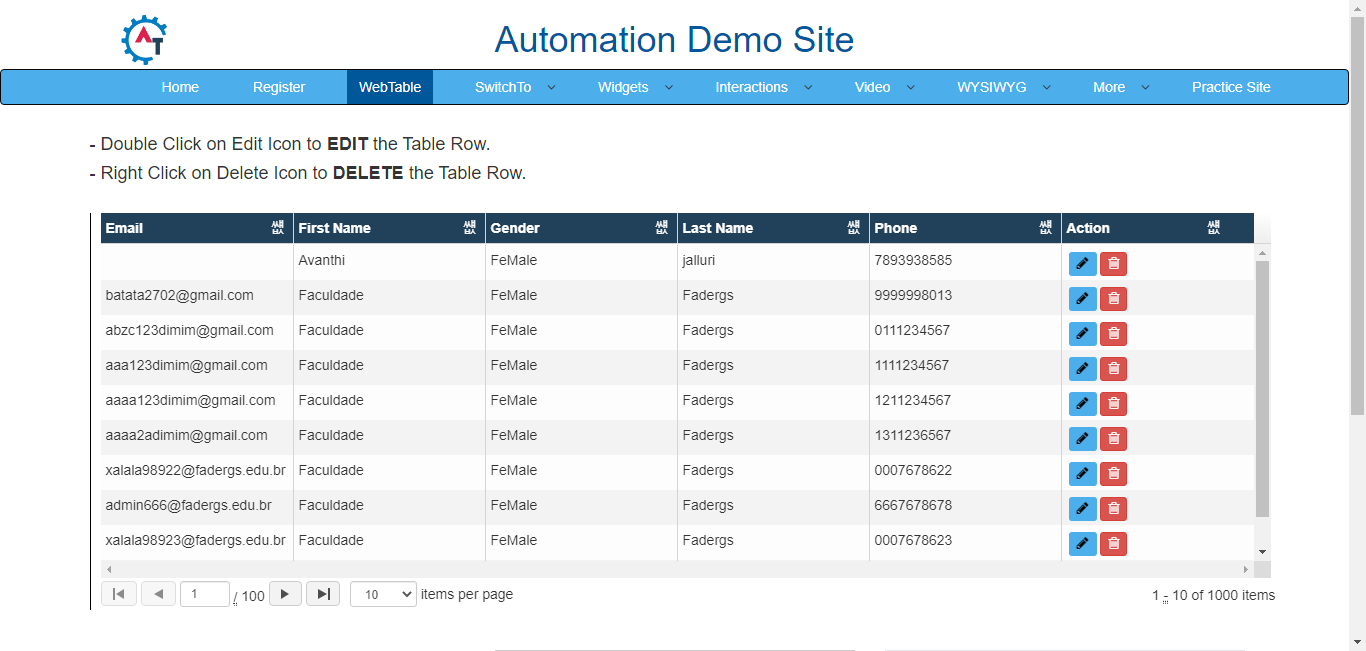 AT
Automation Demo Site
Home Register WebTable SwitchTo Widgets Interactions Video WYSIWYG More Practice Site
- Double Click on Edit Icon to EDIT the Table Row.
- Right Click on Delete Icon to DELETE the Table Row.
Email First Name Gender Last Name Phone Action
Avanthi FeMale jalluri 7893938585
batata2702@gmail.com Faculdade FeMale Fadergs 9999998013
abzc123dimim@gmail.com Faculdade FeMale Fadergs 0111234567
aaa123dimim@gmail.com Faculdade FeMale Fadergs 1111234567
aaaa123dimim@gmail.com Faculdade FeMale Fadergs 1211234567
aaaa2adimim@gmail.com Faculdade FeMale Fadergs 1311236567
xalala98922@fadergs.edu.br Faculdade FeMale Fadergs 0007678622
admin666@fadergs.edu.br Faculdade FeMale Fadergs 6667678678
xalala98923@fadergs.edu.br Faculdade FeMale Fadergs 0007678623
1 / 100 10 items per page 1 - 10 of 1000 items